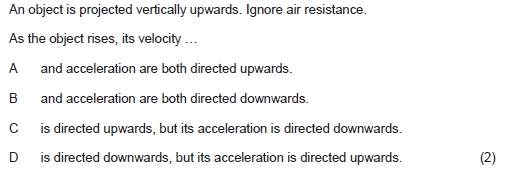 An object is projected vertically upwards. Ignore air resistance.
As the object rises, its velocity …
A and acceleration are both directed upwards.
B and acceleration are both directed downwards.
C is directed upwards, but its acceleration is directed downwards.
D is directed downwards, but its acceleration is directed upwards. (2)